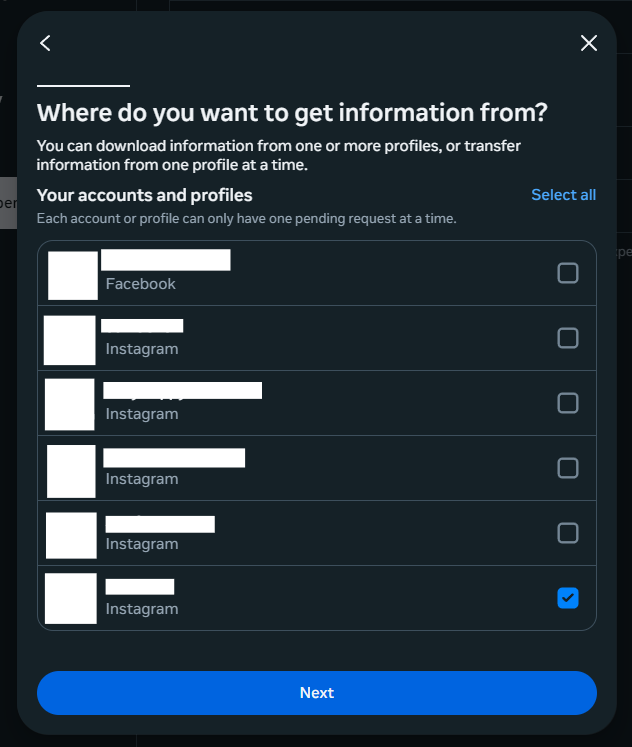 Where do you want to get information from?
You can download information from one or more profiles, or transfer
information from one profile at a time.
Your accounts and profiles
Select all
Each account or profile can only have one pending request at a time.
Facebook
Instagram
Instagram
Instagram
Instagram
Instagram
Next